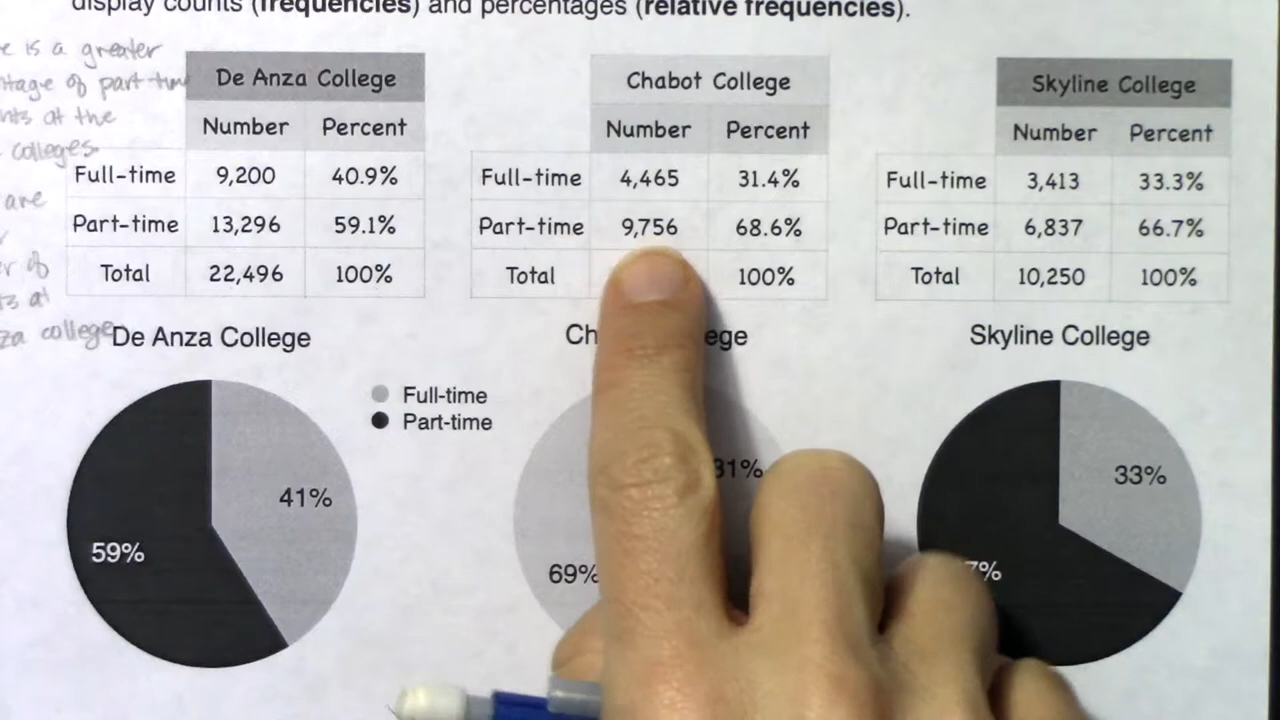 display counts (frequencies) and percentages (relative frequencies).
is a greater
of part-time
at the
colleges.
are
of
at
college
De Anza College
Number Percent
Full-time 9,200 40.9%
Part-time 13,296 59.1%
Total 22,496 100%
Chabot College
Number Percent
Full-time 4,465 31.4%
Part-time 9,756 68.6%
Total 100%
Skyline College
Number Percent
Full-time 3,413 33.3%
Part-time 6,837 66.7%
Total 10,250 100%
De Anza College
41%
59%
Full-time
Part-time
31%
69%
Skyline College
33%
7%